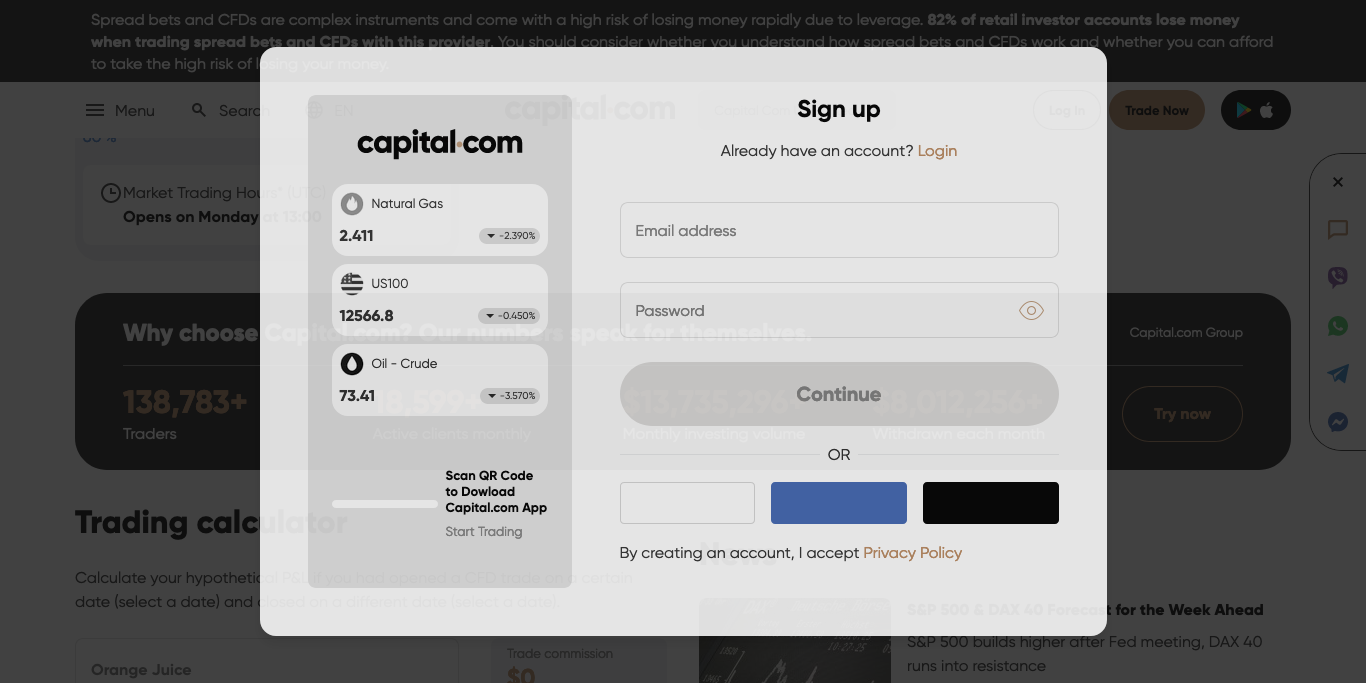 Spread bets and CFDs are complex instruments and come with a high risk of losing money rapidly due to leverage. 82% of retail investor accounts lose money
when trading spread bets and CFDs with this provider. You should consider whether you understand how spread bets and CFDs work and whether you can afford
to take the high risk of losing your money.
Menu
Search
EN
capital.com
Log In
Trade Now
Market Trading Hours* (UTC)
Opens on Monday at 13:00
capital.com
Natural Gas
2.411
-2.390%
US100
12566.8
-0.450%
Oil - Crude
73.41
-3.570%
Scan QR Code
to Dowload
Capital.com App
Start Trading
Sign up
Already have an account? Login
Email address
Password
Continue
OR
By creating an account, I accept Privacy Policy
Why choose Capital.com? Our numbers speak for themselves.
Capital.com Group
138,783+
Traders
Active clients monthly
Monthly investing volume
Withdrawn each month
Try now
Trading calculator
Calculate your hypothetical P&L if you had opened a CFD trade on a certain
date (select a date) and closed on a different date (select a date)
Orange Juice
Trade commission
$0
News
S&P 500 & DAX 40 Forecast for the Week Ahead
S&P 500 builds higher after Fed meeting, DAX 40
runs into resistance